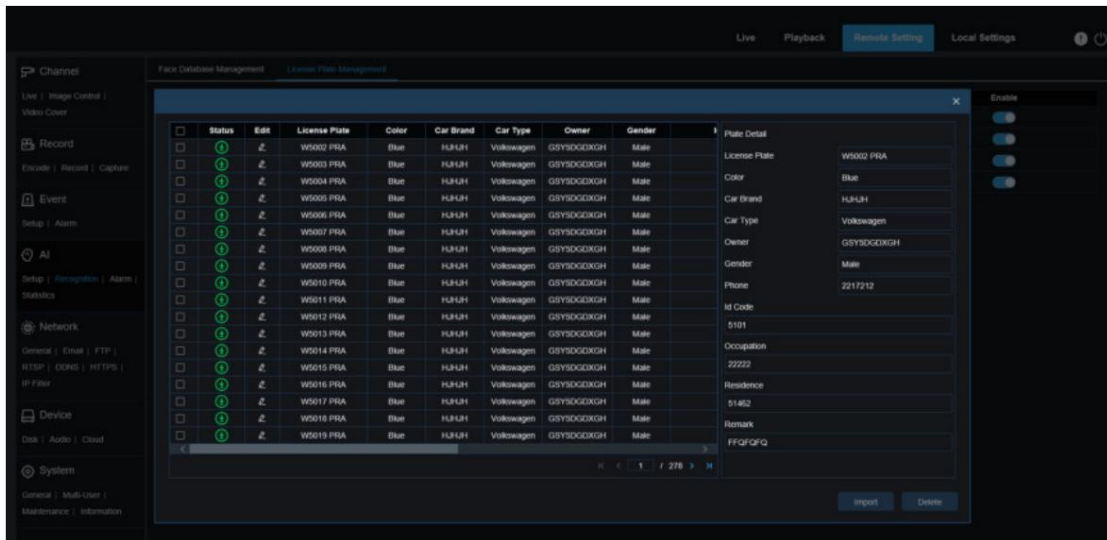 Live Playback Remote Setting Local Settings
Channel
Live | Image Control |
Video Cover
Record
Encode | Record | Capture
Event
Setup | Alarm
AI
Setup | Recognition | Alarm |
Statistics
Network
General | Email | FTP |
RTSP | DDNS | HTTPS |
IP Filter
Device
Disk | Audio | Cloud
System
General | Multi-User |
Maintenance | Information
Face Database Management License Plate Management
Enable
Status Edit License Plate Color Car Brand Car Type Owner Gender
W5002 PRA Blue HJHJH Volkswagen GSYSDGDXGH Male
W5003 PRA Blue HJHJH Volkswagen GSYSDGDXGH Male
W5004 PRA Blue HJHJH Volkswagen GSYSDGDXGH Male
W5005 PRA Blue HJHJH Volkswagen GSYSDGDXGH Male
W5006 PRA Blue HJHJH Volkswagen GSYSDGDXGH Male
W5007 PRA Blue HJHJH Volkswagen GSYSDGDXGH Male
W5008 PRA Blue HJHJH Volkswagen GSYSDGDXGH Male
W5009 PRA Blue HJHJH Volkswagen GSYSDGDXGH Male
W5010 PRA Blue HJHJH Volkswagen GSYSDGDXGH Male
W5011 PRA Blue HJHJH Volkswagen GSYSDGDXGH Male
W5012 PRA Blue HJHJH Volkswagen GSYSDGDXGH Male
W5013 PRA Blue HJHJH Volkswagen GSYSDGDXGH Male
W5014 PRA Blue HJHJH Volkswagen GSYSDGDXGH Male
W5015 PRA Blue HJHJH Volkswagen GSYSDGDXGH Male
W5016 PRA Blue HJHJH Volkswagen GSYSDGDXGH Male
W5017 PRA Blue HJHJH Volkswagen GSYSDGDXGH Male
W5018 PRA Blue HJHJH Volkswagen GSYSDGDXGH Male
W5019 PRA Blue HJHJH Volkswagen GSYSDGDXGH Male
1 / 278
Plate Detail
License Plate W5002 PRA
Color Blue
Car Brand HJHJH
Car Type Volkswagen
Owner GSYSDGDXGH
Gender Male
Phone 2217212
Id Code
5101
Occupation
22222
Residence
51462
Remark
FFQFQFQ
Import Delete